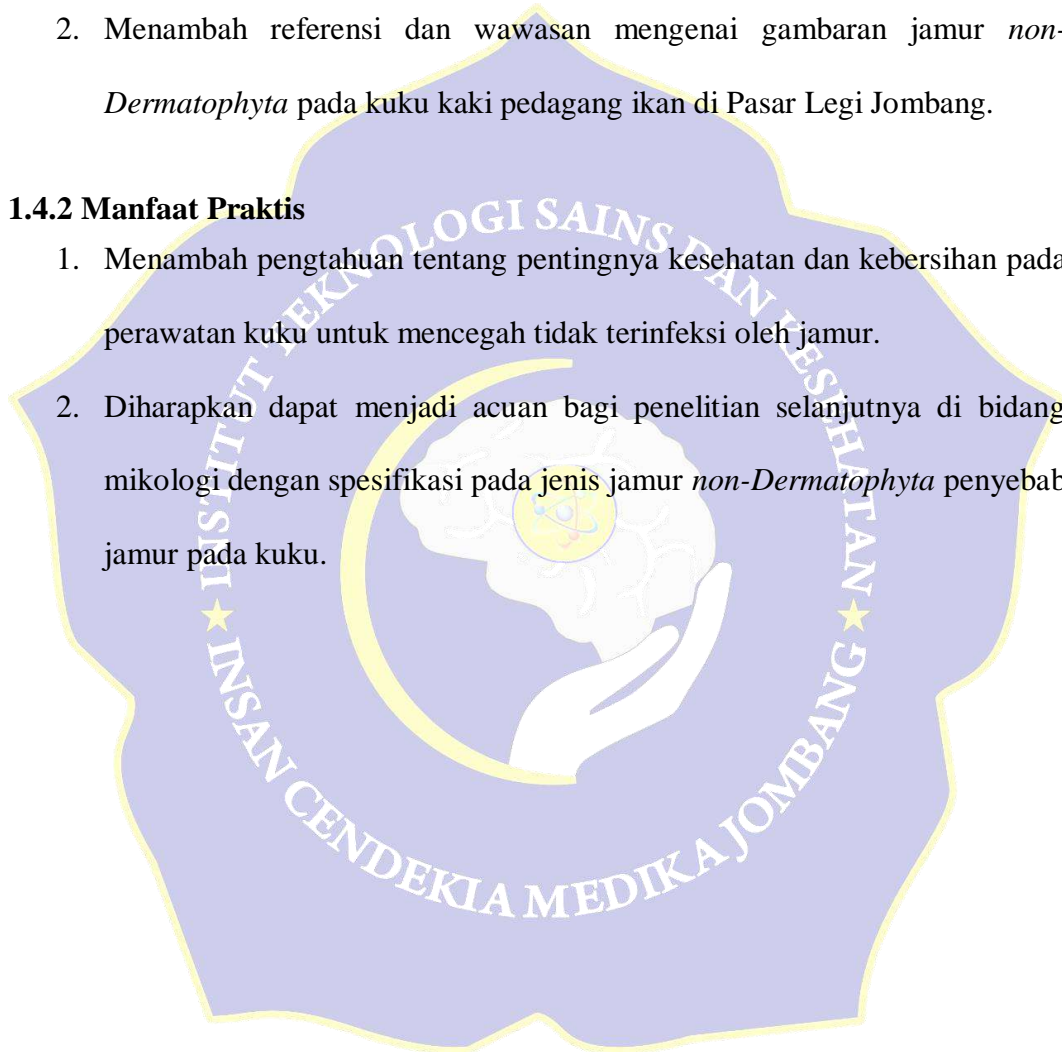 2. Menambah referensi dan wawasan mengenai gambaran jamur non-
Dermatophyta pada kuku kaki pedagang ikan di Pasar Legi Jombang.
1.4.2 Manfaat Praktis
1. Menambah pengtahuan tentang pentingnya kesehatan dan kebersihan pada
perawatan kuku untuk mencegah tidak terinfeksi oleh jamur.
2. Diharapkan dapat menjadi acuan bagi penelitian selanjutnya di bidang
mikologi dengan spesifikasi pada jenis jamur non-Dermatophyta penyebab
jamur pada kuku.
INSTITUT TEKNOLOGI SAINS DAN KESEHATAN
INSAN CENDEKIA MEDIKA JOMBANG